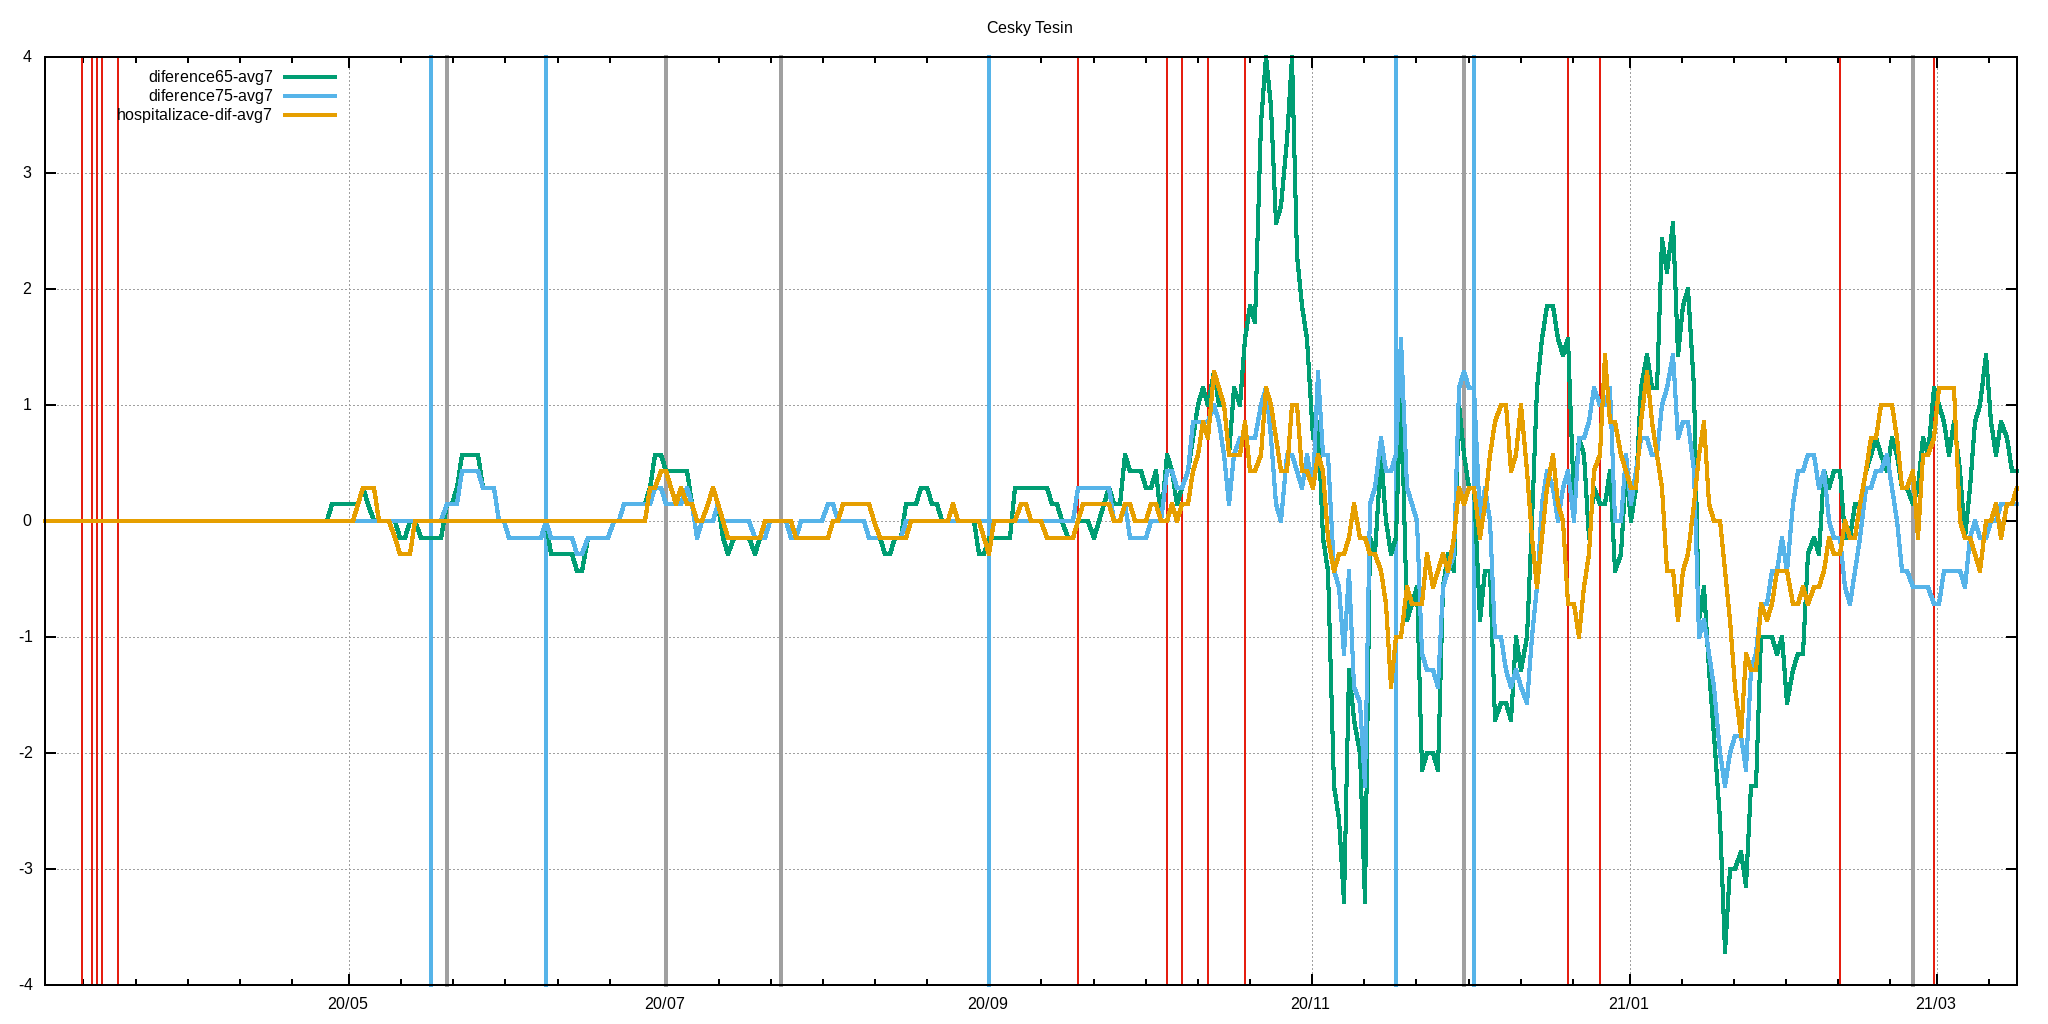 Cesky Tesin
4
diference65-avg7
diference75-avg7
hospitalizace-dif-avg7
3
2
1
0
-1
-2
-3
-4
20/05 20/07 20/09 20/11 21/01 21/03